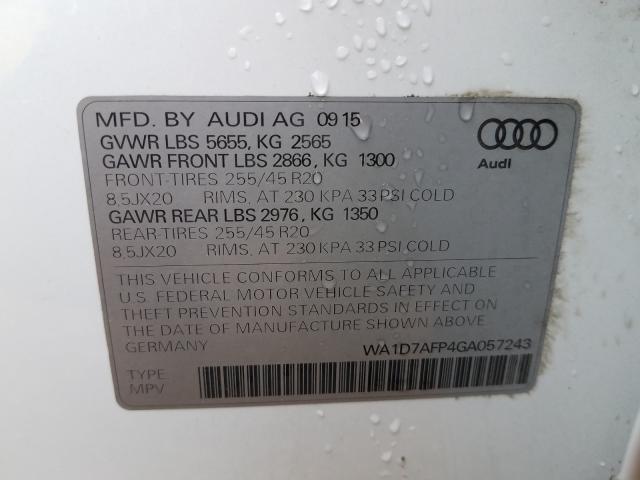 MFD. BY AUDI AG 09 15
GVWR LBS 5655, KG 2565
GAWR FRONT LBS 2866, KG 1300
FRONT-TIRES 255/45 R20
8,5JX20 RIMS, AT 230 KPA 33 PSI COLD
GAWR REAR LBS 2976, KG 1350
REAR-TIRES 255/45 R20
8,5JX20 RIMS, AT 230 KPA 33 PSI COLD
Audi
THIS VEHICLE CONFORMS TO ALL APPLICABLE
U.S. FEDERAL MOTOR VEHICLE SAFETY AND
THEFT PREVENTION STANDARDS IN EFFECT ON
THE DATE OF MANUFACTURE SHOWN ABOVE.
WA1D7AFP4GA057243
TYPE
MPV